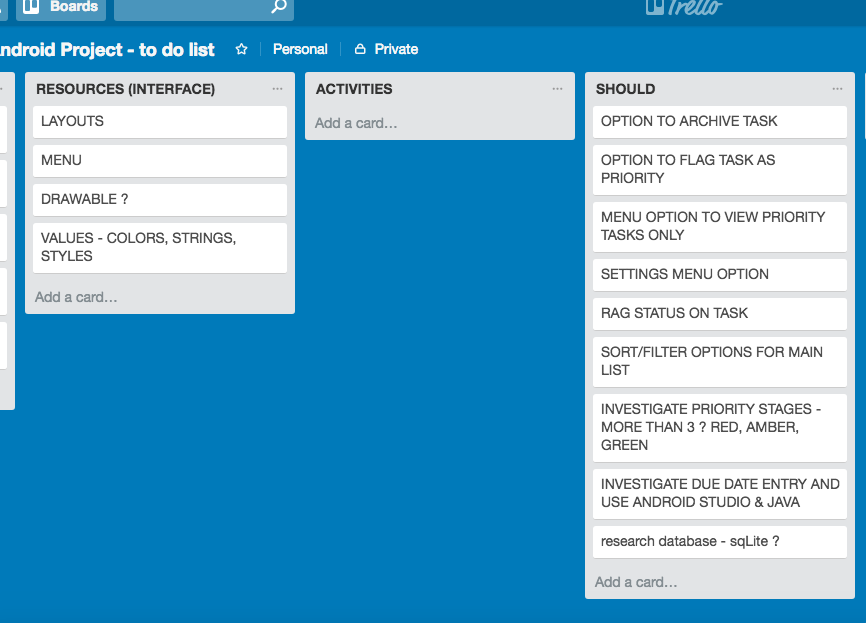 Boards
Trello
ndroid Project - to do list
Personal
Private
RESOURCES (INTERFACE)
LAYOUTS
MENU
DRAWABLE ?
VALUES - COLORS, STRINGS,
STYLES
Add a card…
ACTIVITIES
Add a card…
SHOULD
OPTION TO ARCHIVE TASK
OPTION TO FLAG TASK AS
PRIORITY
MENU OPTION TO VIEW PRIORITY
TASKS ONLY
SETTINGS MENU OPTION
RAG STATUS ON TASK
SORT/FILTER OPTIONS FOR MAIN
LIST
INVESTIGATE PRIORITY STAGES -
MORE THAN 3 ? RED, AMBER,
GREEN
INVESTIGATE DUE DATE ENTRY AND
USE ANDROID STUDIO & JAVA
research database - sqLite ?
Add a card…